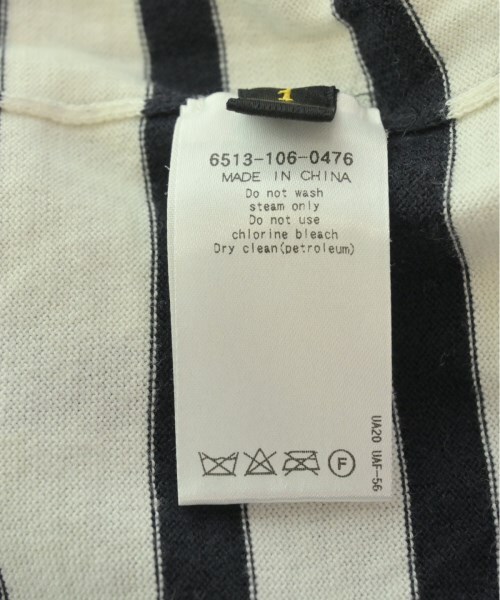 1
6513-106-0476
MADE IN CHINA
Do not wash
steam only
Do not use
chlorine bleach
Dry clean(petroleum)
UA20 UAF-56
F